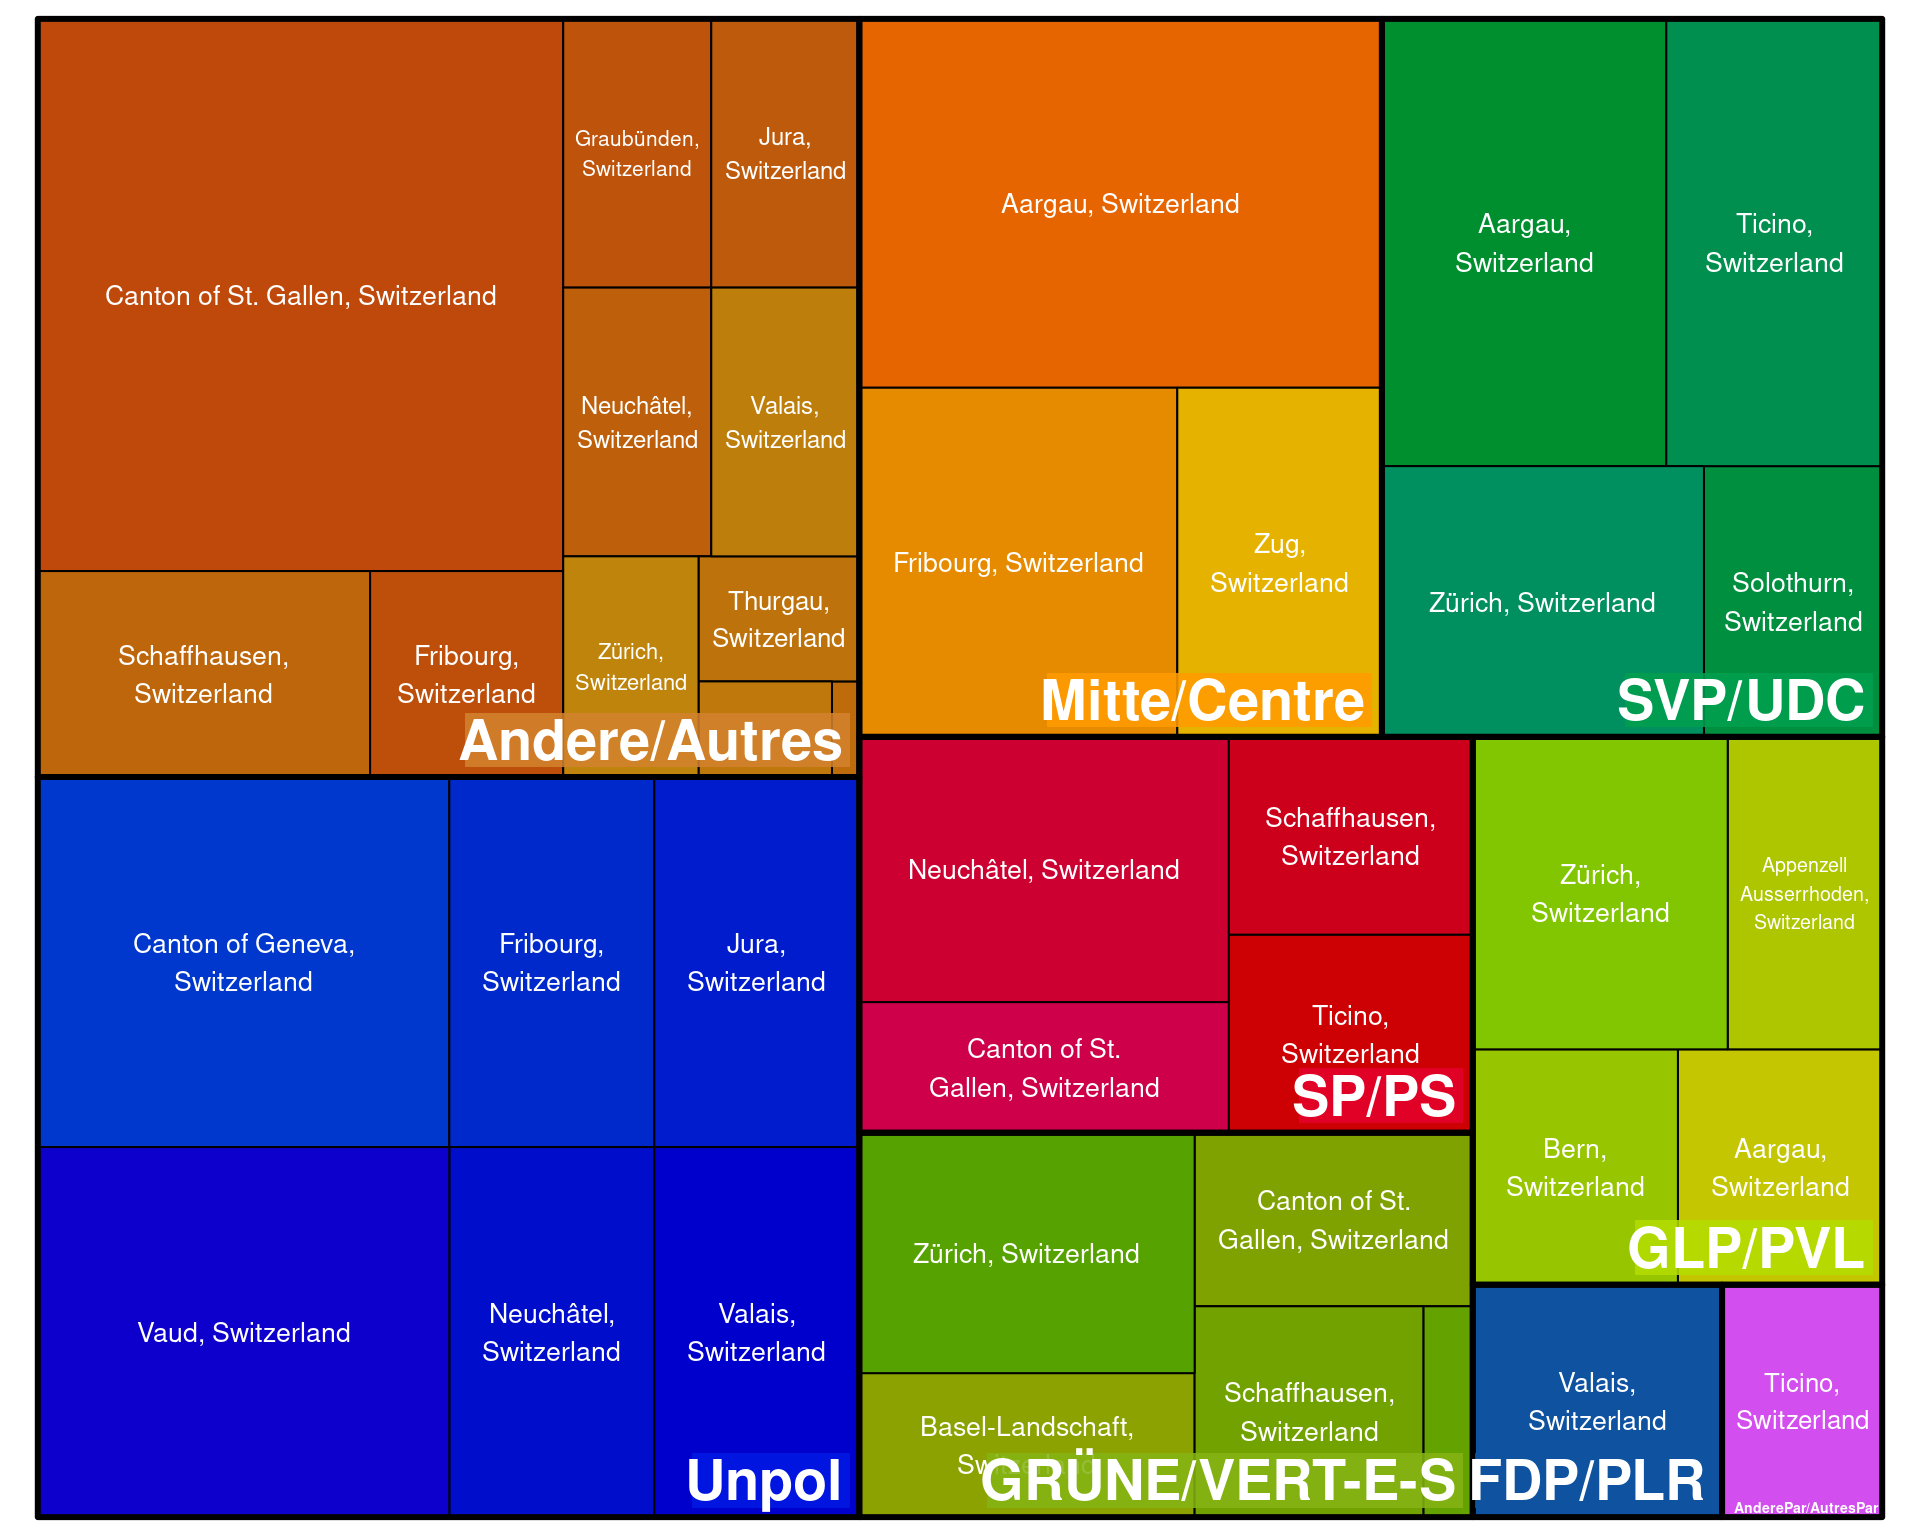 Canton of St. Gallen, Switzerland
Graubünden,
Switzerland
Jura,
Switzerland
Neuchâtel,
Switzerland
Valais,
Switzerland
Schaffhausen,
Switzerland
Fribourg,
Switzerland
Zürich,
Switzerland
Thurgau,
Switzerland
Andere/Autres
Canton of Geneva,
Switzerland
Fribourg,
Switzerland
Jura,
Switzerland
Vaud, Switzerland
Neuchâtel,
Switzerland
Valais,
Switzerland
Unpol
Aargau, Switzerland
Fribourg, Switzerland
Zug,
Switzerland
Mitte/Centre
Aargau,
Switzerland
Ticino,
Switzerland
Zürich, Switzerland
Solothurn,
Switzerland
SVP/UDC
Neuchâtel, Switzerland
Schaffhausen,
Switzerland
Canton of St.
Gallen, Switzerland
Ticino,
Switzerland
SP/PS
Zürich,
Switzerland
Appenzell
Ausserrhoden,
Switzerland
Bern,
Switzerland
Aargau,
Switzerland
GLP/PVL
Zürich, Switzerland
Canton of St.
Gallen, Switzerland
Basel-Landschaft,
Switzerland
Schaffhausen,
Switzerland
GRÜNE/VERT-E-S
Valais,
Switzerland
FDP/PLR
Ticino,
Switzerland
AnderePar/AutresPar